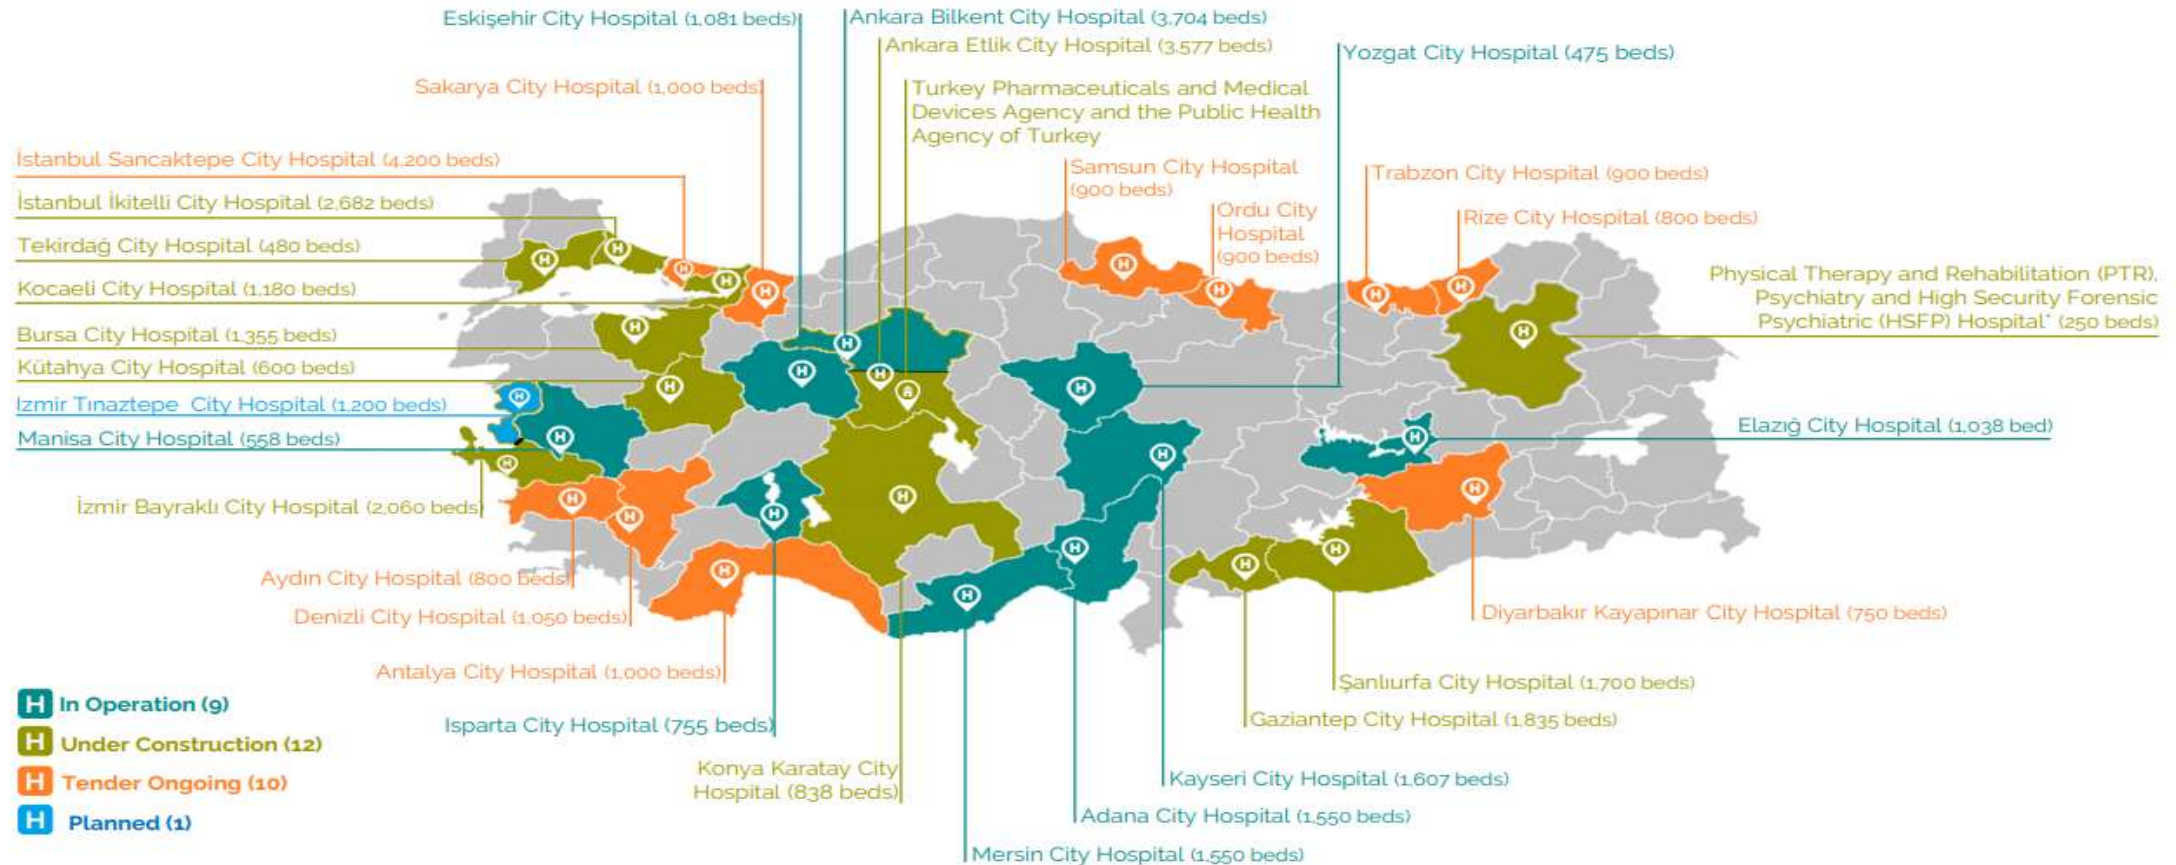 Eskişehir City Hospital (1,081 beds)
Ankara Bilkent City Hospital (3,704 beds)
Ankara Etlik City Hospital (3,577 beds)
Yozgat City Hospital (475 beds)
Sakarya City Hospital (1,000 beds)
Turkey Pharmaceuticals and Medical
Devices Agency and the Public Health
Agency of Turkey
İstanbul Sancaktepe City Hospital (4,200 beds)
Samsun City Hospital
(900 beds)
Trabzon City Hospital (900 beds)
İstanbul İkitelli City Hospital (2,682 beds)
Ordu City
Hospital
(900 beds)
Rize City Hospital (800 beds)
Tekirdağ City Hospital (480 beds)
Kocaeli City Hospital (1,180 beds)
Physical Therapy and Rehabilitation (PTR),
Psychiatry and High Security Forensic
Psychiatric (HSFP) Hospital* (250 beds)
Bursa City Hospital (1,355 beds)
Kütahya City Hospital (600 beds)
Izmir Tınaztepe City Hospital (1,200 beds)
Manisa City Hospital (558 beds)
Elazığ City Hospital (1,038 bed)
İzmir Bayraklı City Hospital (2,060 beds)
Aydın City Hospital (800 beds)
Denizli City Hospital (1,050 beds)
Diyarbakır Kayapınar City Hospital (750 beds)
Antalya City Hospital (1,000 beds)
Şanlıurfa City Hospital (1,700 beds)
Isparta City Hospital (755 beds)
Gaziantep City Hospital (1,835 beds)
Konya Karatay City
Hospital (838 beds)
Kayseri City Hospital (1,607 beds)
Adana City Hospital (1,550 beds)
Mersin City Hospital (1,550 beds)
H In Operation (9)
H Under Construction (12)
H Tender Ongoing (10)
H Planned (1)